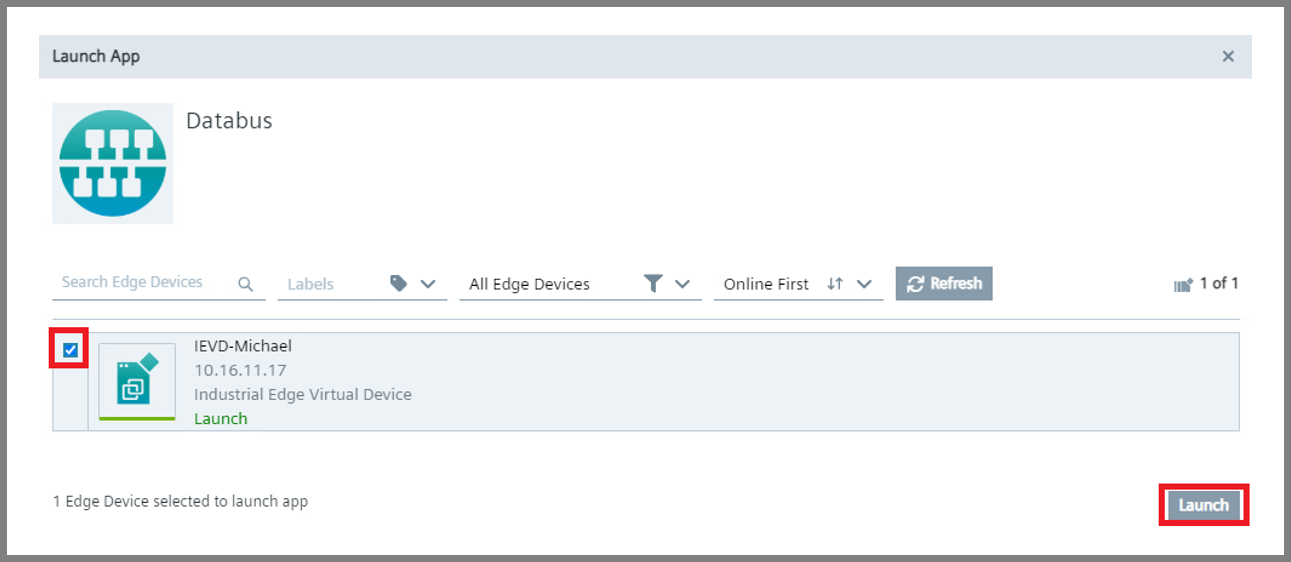 Launch App
Databus
Search Edge Devices Labels All Edge Devices Online First Refresh 1 of 1
IEVD-Michael
10.16.11.17
Industrial Edge Virtual Device
Launch
1 Edge Device selected to launch app Launch